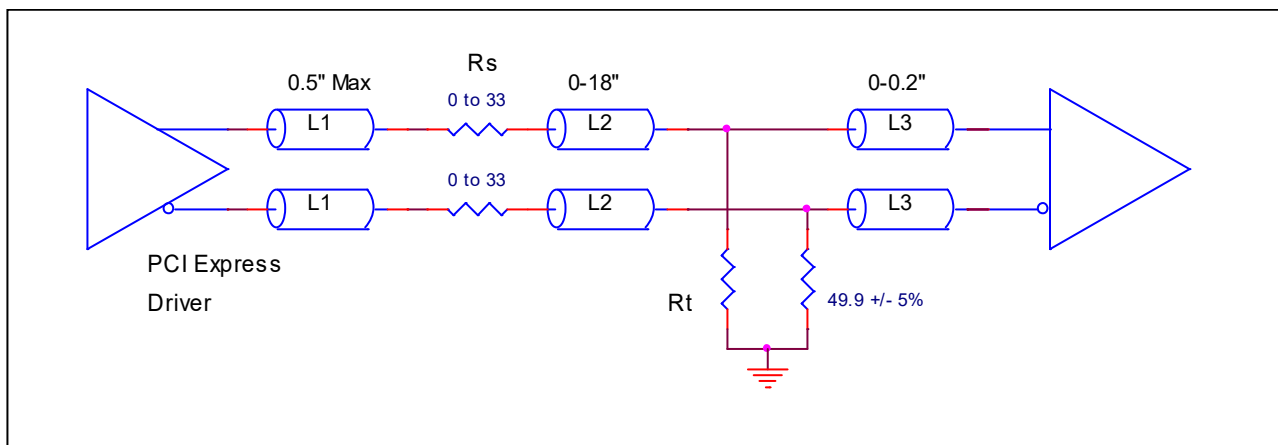 Rs
0.5" Max
0-18"
0-0.2"
0 to 33
L1
L2
L3
0 to 33
L1
L2
L3
PCI Express
Driver
Rt
49.9 +/- 5%